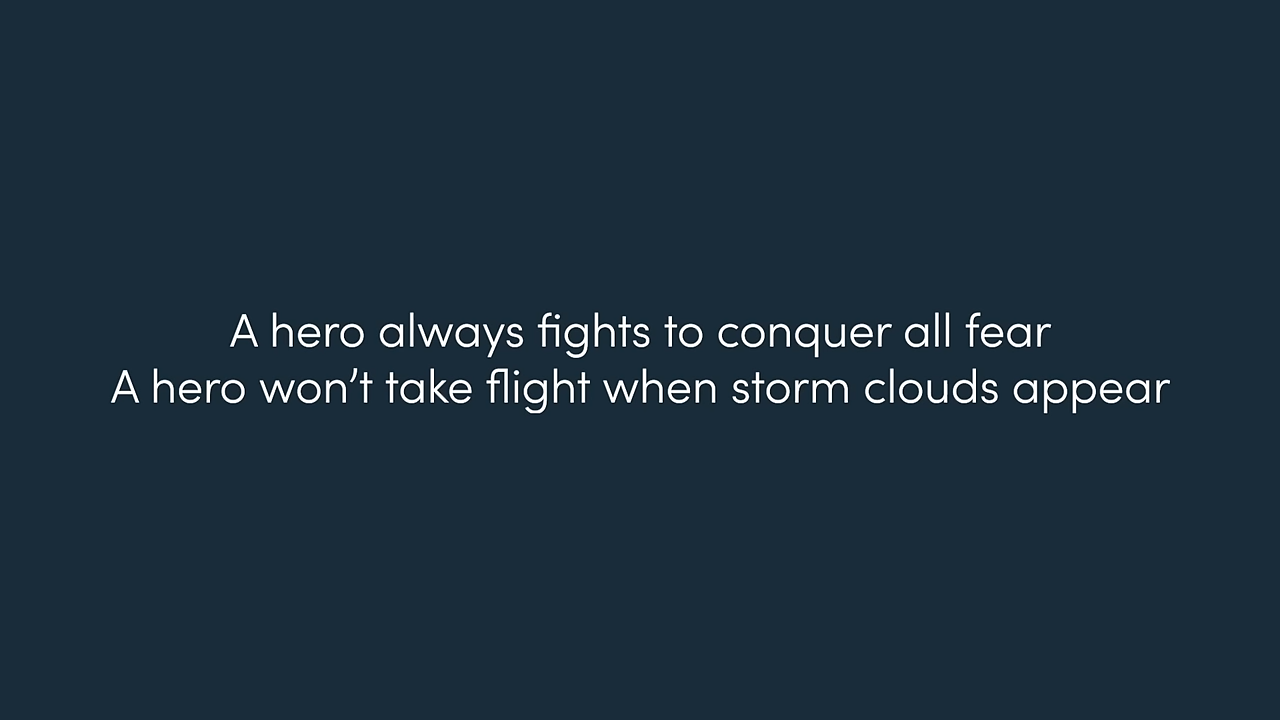 A hero always fights to conquer all fear
A hero won’t take flight when storm clouds appear